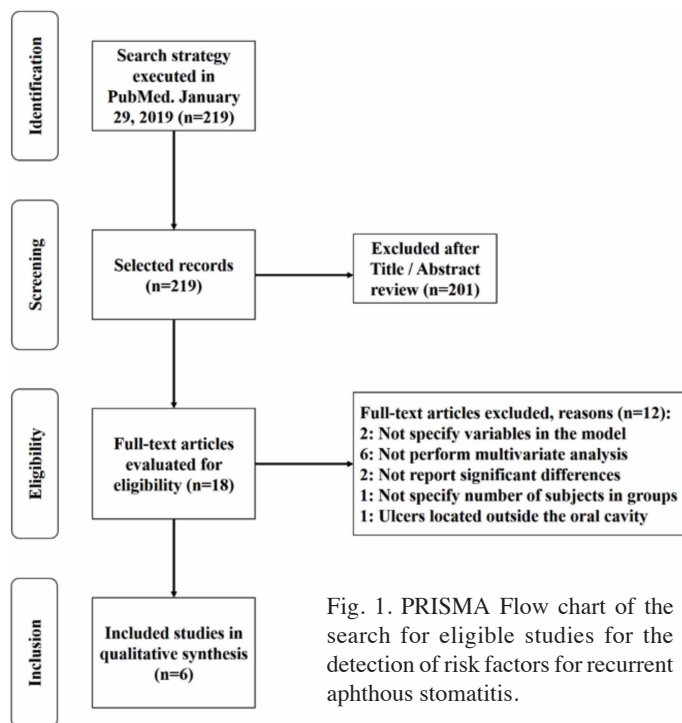 Identification
Search strategy
executed in
PubMed. January
29, 2019 (n=219)
Screening
Selected records
(n=219)
Excluded after
Title / Abstract
review (n=201)
Eligibility
Full-text articles
evaluated for
eligibility (n=18)
Full-text articles excluded, reasons (n=12):
2: Not specify variables in the model
6: Not perform multivariate analysis
2: Not report significant differences
1: Not specify number of subjects in groups
1: Ulcers located outside the oral cavity
Inclusion
Included studies in
qualitative synthesis
(n=6)
Fig. 1. PRISMA Flow chart of the
search for eligible studies for the
detection of risk factors for recurrent
aphthous stomatitis.